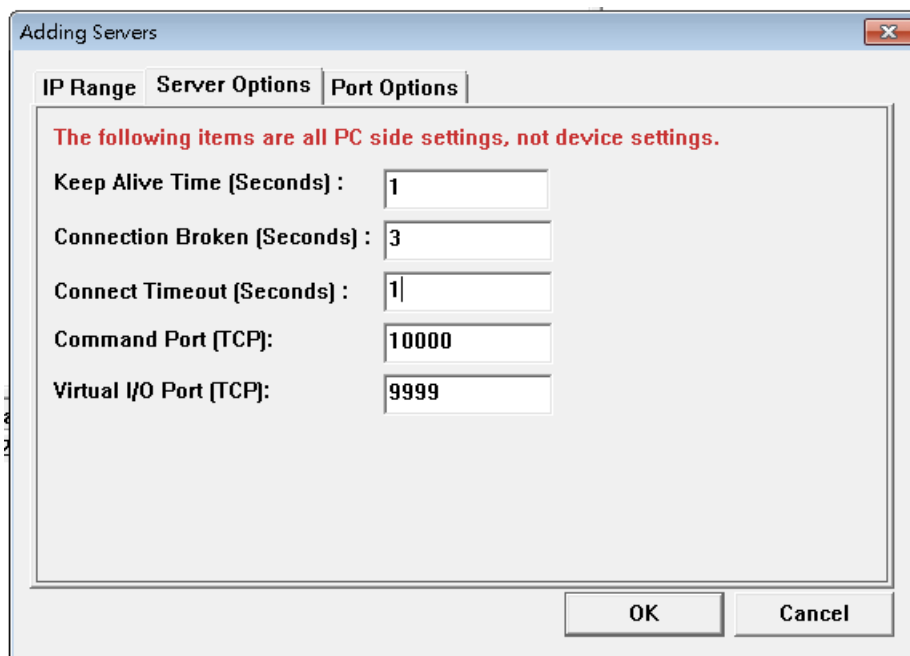 Adding Servers
IP Range Server Options Port Options
The following items are all PC side settings, not device settings.
Keep Alive Time (Seconds) : 1
Connection Broken (Seconds) : 3
Connect Timeout (Seconds) : 1
Command Port (TCP): 10000
Virtual I/O Port (TCP): 9999
OK Cancel